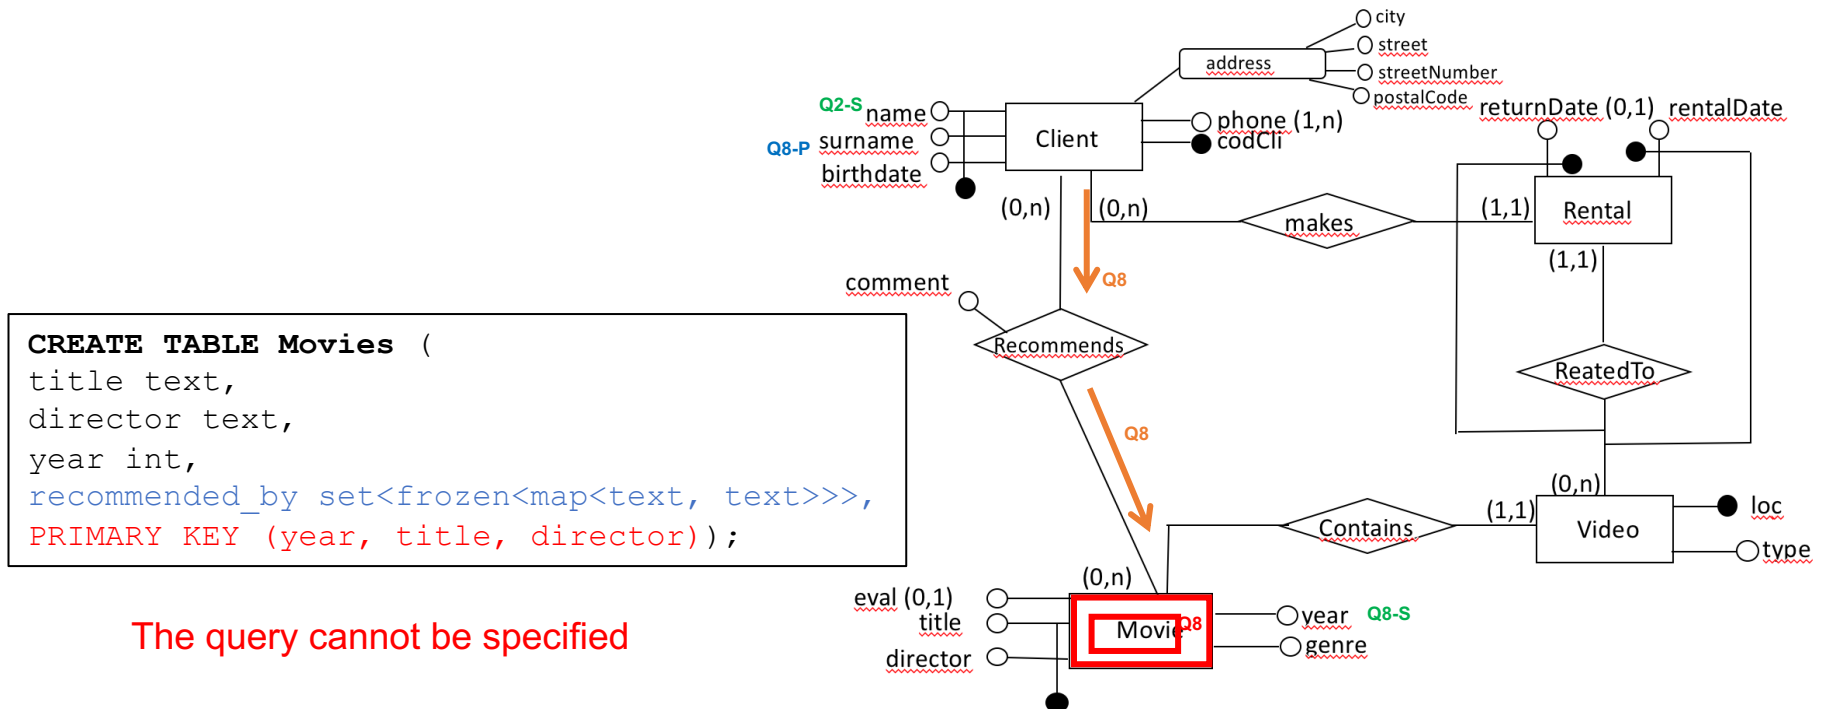 city
street
address
streetNumber
postalCode
Q2-S name
phone (1,n)
returnDate (0,1) rentalDate
Client
Q8-P surname
codCli
birthdate
(0,n) (0,n)
makes
(1,1)
Rental
(1,1)
Q8
comment
Recommends
ReatedTo
Q8
CREATE TABLE Movies (
title text,
director text,
year int,
recommended_by set<frozen<map<text, text>>>,
PRIMARY KEY (year, title, director));
The query cannot be specified
(0,n)
(1,1)
Contains
Video
loc
type
(0,n)
eval (0,1)
title
director
Movie
Q8
year Q8-S
genre